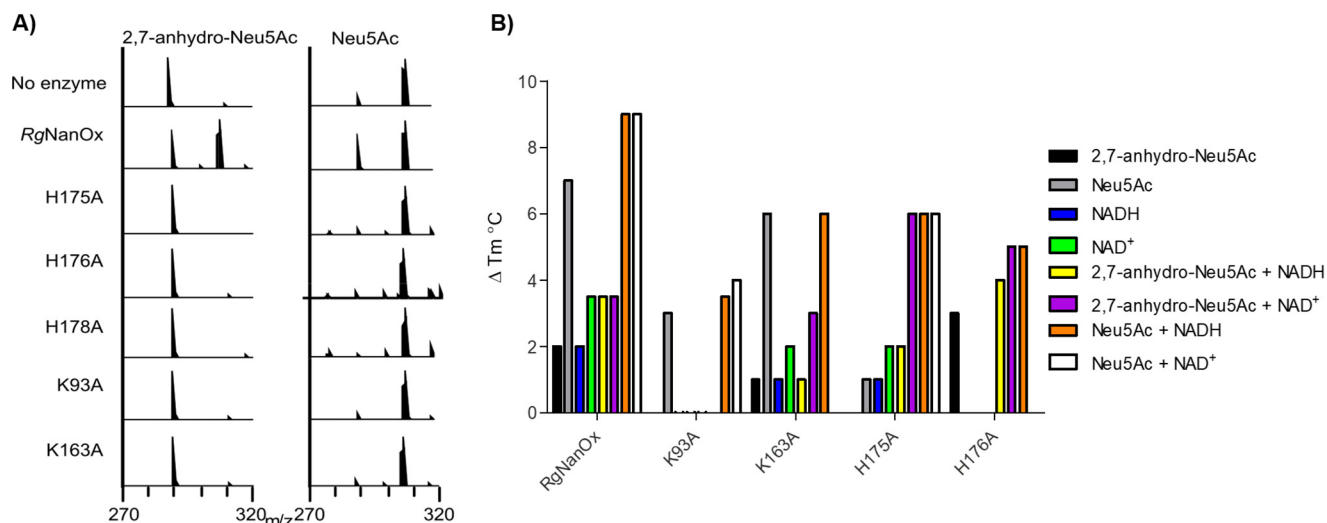 A)
2,7-anhydro-Neu5Ac
Neu5Ac
No enzyme
RgNanOx
H175A
H176A
H178A
K93A
K163A
270
320
m/z
270
320
B)
Δ Tm °C
10
8
6
4
2
0
RgNanOx
K93A
K163A
H175A
H176A
2,7-anhydro-Neu5Ac
Neu5Ac
NADH
NAD⁺
2,7-anhydro-Neu5Ac + NADH
2,7-anhydro-Neu5Ac + NAD⁺
Neu5Ac + NADH
Neu5Ac + NAD⁺